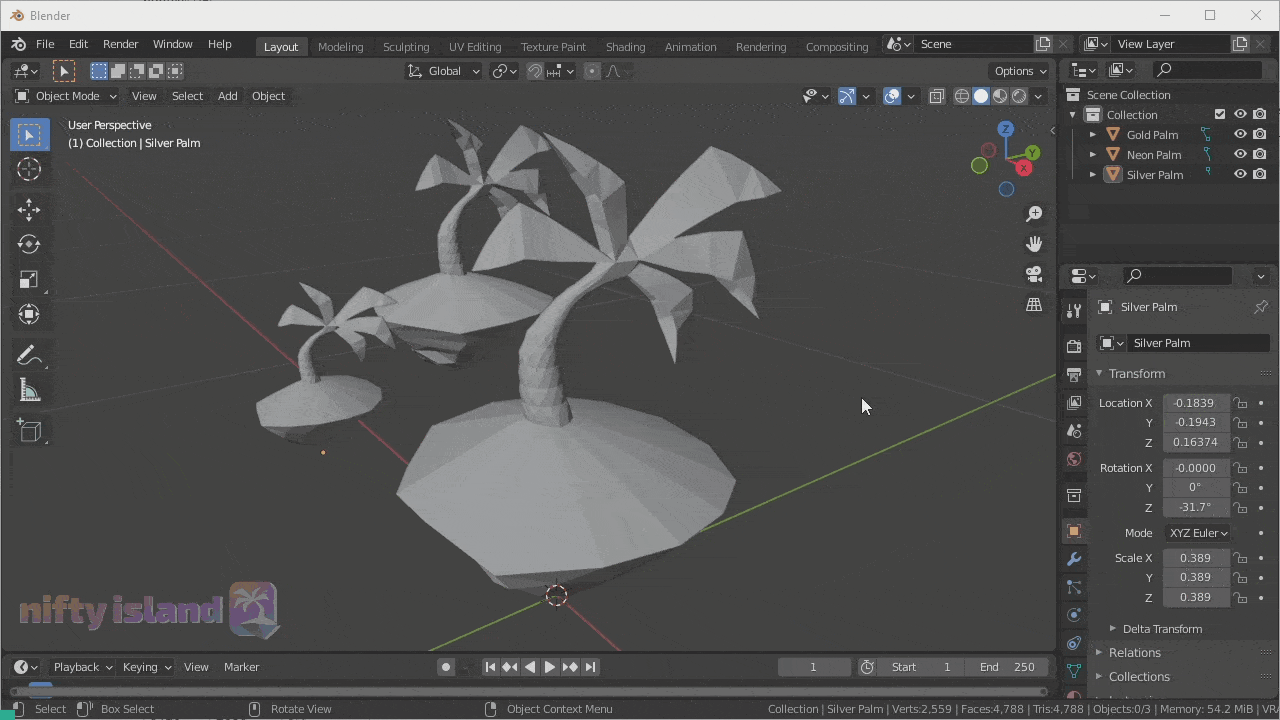 Blender
File Edit Render Window Help Layout Modeling Sculpting UV Editing Texture Paint Shading Animation Rendering Compositing Scene View Layer
Global Options
Object Mode View Select Add Object
User Perspective
(1) Collection | Silver Palm
Z
Y
X
nifty island
Scene Collection
Collection
Gold Palm
Neon Palm
Silver Palm
Silver Palm
Silver Palm
Transform
Location X -0.1839
Y -0.1943
Z 0.16374
Rotation X -0.0000
Y 0°
Z -31.7°
Mode XYZ Euler
Scale X 0.389
Y 0.389
Z 0.389
Delta Transform
Relations
Collections
Playback Keying View Marker 1 Start 1 End 250
Select Box Select Rotate View Object Context Menu Collection | Silver Palm | Verts:2,559 | Faces:4,788 | Tris:4,788 | Objects:0/3 | Memory: 54.2 MiB | VRA